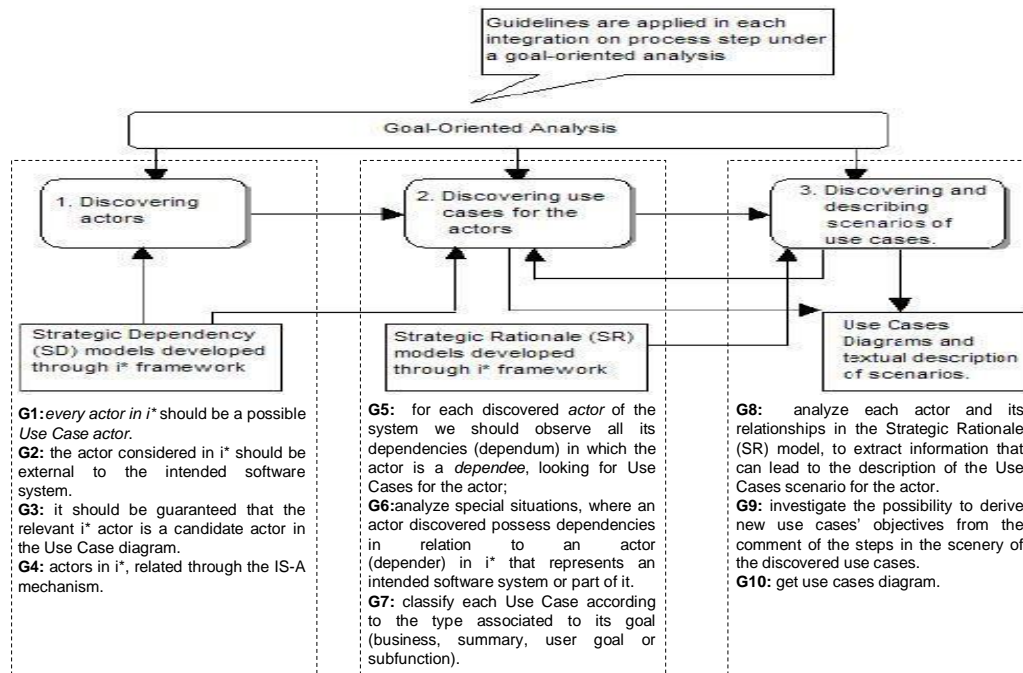 Guidelines are applied in each
integration on process step under
a goal-oriented analysis
Goal-Oriented Analysis
1. Discovering
actors
2. Discovering use
cases for the
actors
3. Discovering and
describing
scenarios of
use cases.
Strategic Dependency
(SD) models developed
through i* framework
Strategic Rationale (SR)
models developed
through i* framework
Use Cases
Diagrams and
textual description
of scenarios.
G1:every actor in i* should be a possible
Use Case actor.
G2: the actor considered in i* should be
external to the intended software
system.
G3: it should be guaranteed that the
relevant i* actor is a candidate actor in
the Use Case diagram.
G4: actors in i*, related through the IS-A
mechanism.
G5: for each discovered actor of the
system we should observe all its
dependencies (dependum) in which the
actor is a dependee, looking for Use
Cases for the actor;
G6:analyze special situations, where an
actor discovered possess dependencies
in relation to an actor
(depender) in i* that represents an
intended software system or part of it.
G7: classify each Use Case according
to the type associated to its goal
(business, summary, user goal or
subfunction).
G8: analyze each actor and its
relationships in the Strategic Rationale
(SR) model, to extract information that
can lead to the description of the Use
Cases scenario for the actor.
G9: investigate the possibility to derive
new use cases' objectives from the
comment of the steps in the scenery of
the discovered use cases.
G10: get use cases diagram.